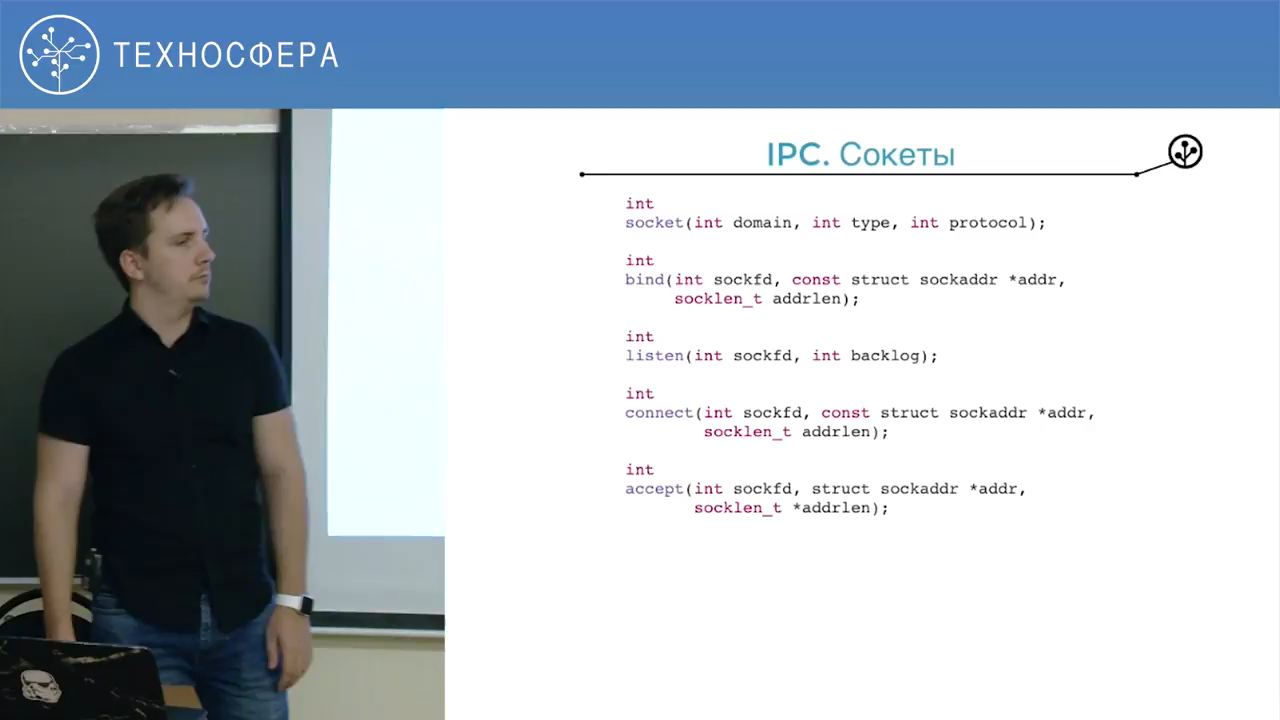 ТЕХНОСФЕРА
IPC. Сокеты
int
socket(int domain, int type, int protocol);
int
bind(int sockfd, const struct sockaddr *addr,
socklen_t addrlen);
int
listen(int sockfd, int backlog);
int
connect(int sockfd, const struct sockaddr *addr,
socklen_t addrlen);
int
accept(int sockfd, struct sockaddr *addr,
socklen_t *addrlen);